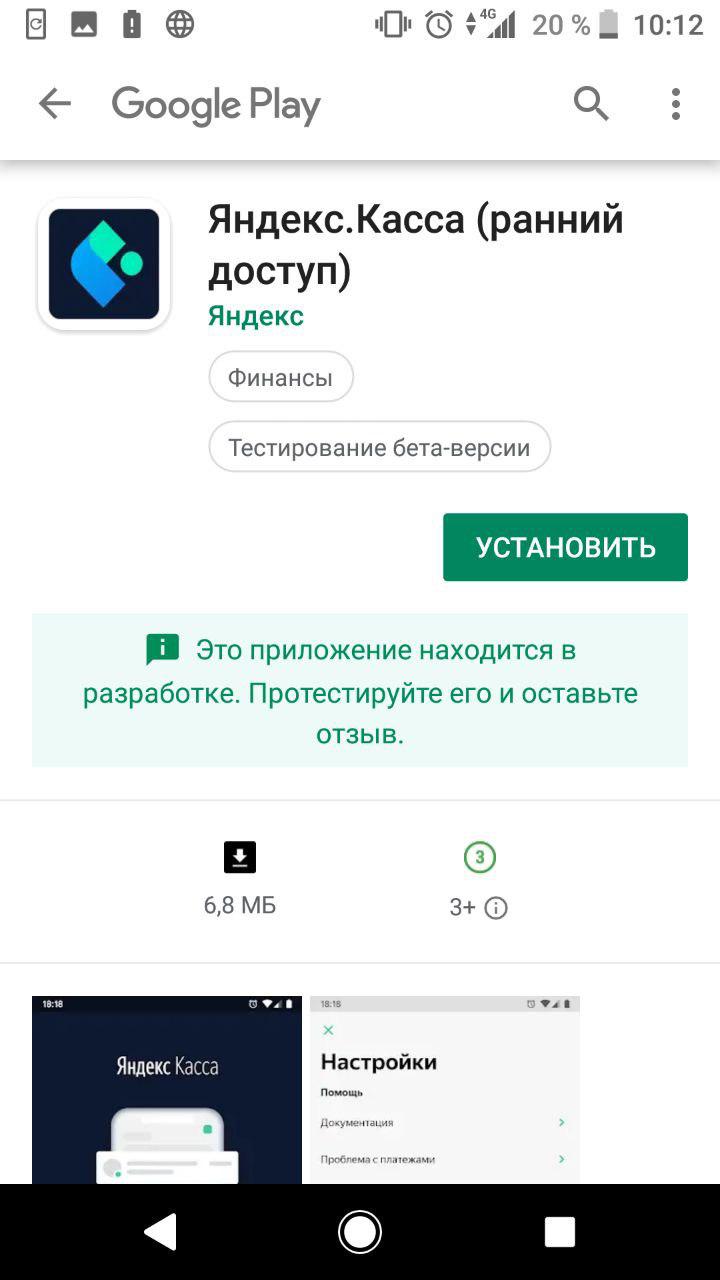 4G 20 % 10:12
Google Play
Яндекс.Касса (ранний
доступ)
Яндекс
Финансы
Тестирование бета-версии
УСТАНОВИТЬ
Это приложение находится в
разработке. Протестируйте его и оставьте
отзыв.
3
6,8 МБ
3+
18:18
Яндекс Касса
18:18
Настройки
Помощь
Документация
Проблема с платежами